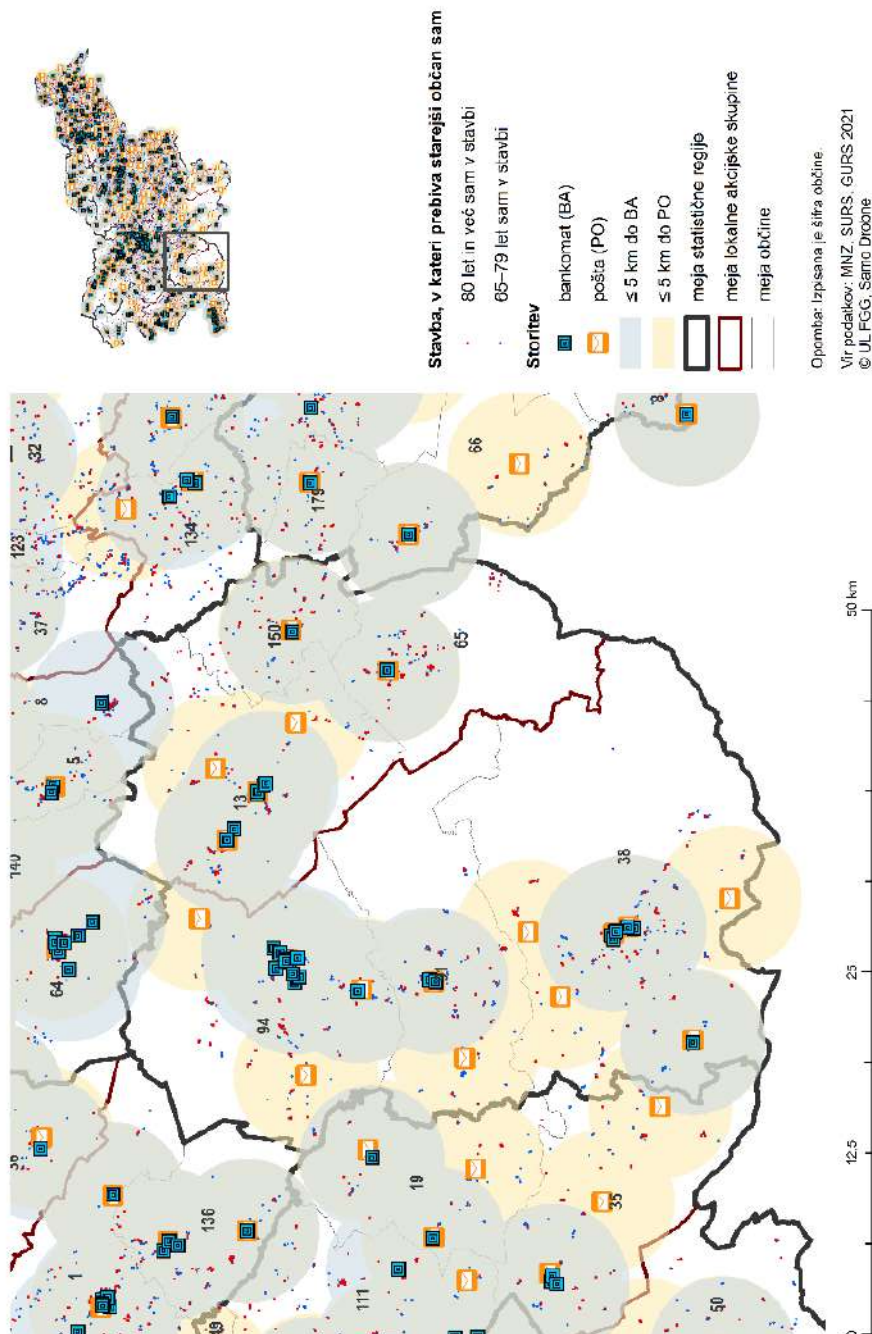 Stavba, v kateri prebiva starejši občan sam
80 let in več sam v stavbi
65–79 let sam v stavbi
Storitev
bankomat (BA)
pošta (PO)
≤ 5 km do BA
≤ 5 km do PO
meja statistične regije
meja lokalne akcijske skupine
meja občine
Opomba: Izpisana je šifra občine.
Vir podatkov: MNZ, SURS, GURS 2021
© UL FGG, Samo Drobne
32
123
37
8
5
140
64
36
1
134
179
66
150
65
13
94
38
136
19
111
35
50
49
0
12.5
25
50 km